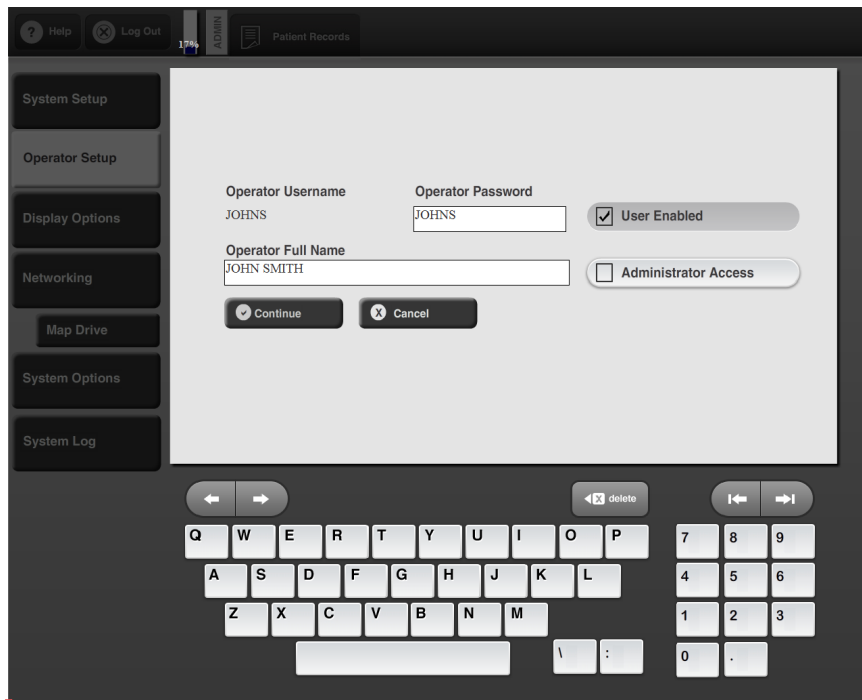 ? Help
X Log Out
17%
ADMIN
Patient Records
System Setup
Operator Setup
Display Options
Networking
Map Drive
System Options
System Log
Operator Username
Operator Password
JOHNS
JOHNS
User Enabled
Operator Full Name
JOHN SMITH
Administrator Access
Continue
X Cancel
X delete
Q W E R T Y U I O P
7 8 9
A S D F G H J K L
4 5 6
Z X C V B N M
1 2 3
\ :
0 .